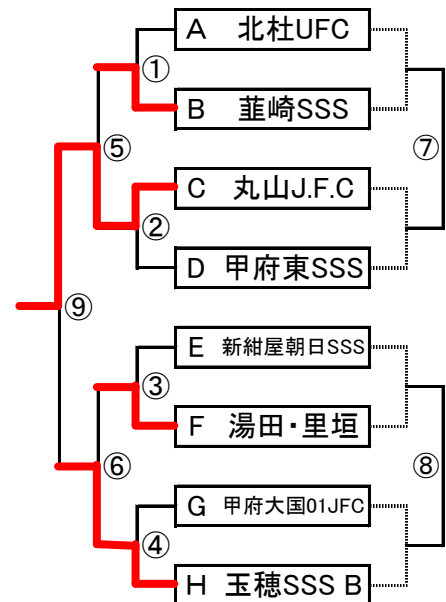 A 北杜UFC
①
B 韮崎SSS
⑤
⑦
C 丸山J.F.C
②
D 甲府東SSS
⑨
E 新紺屋朝日SSS
③
F 湯田・里垣
⑥
⑧
G 甲府大国01JFC
④
H 玉穂SSS B